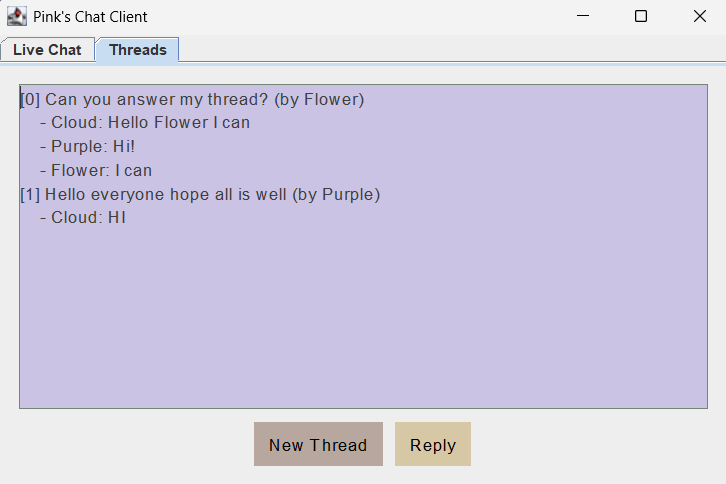 Pink's Chat Client
Live Chat Threads
[0] Can you answer my thread? (by Flower)
- Cloud: Hello Flower I can
- Purple: Hi!
- Flower: I can
[1] Hello everyone hope all is well (by Purple)
- Cloud: HI
New Thread Reply